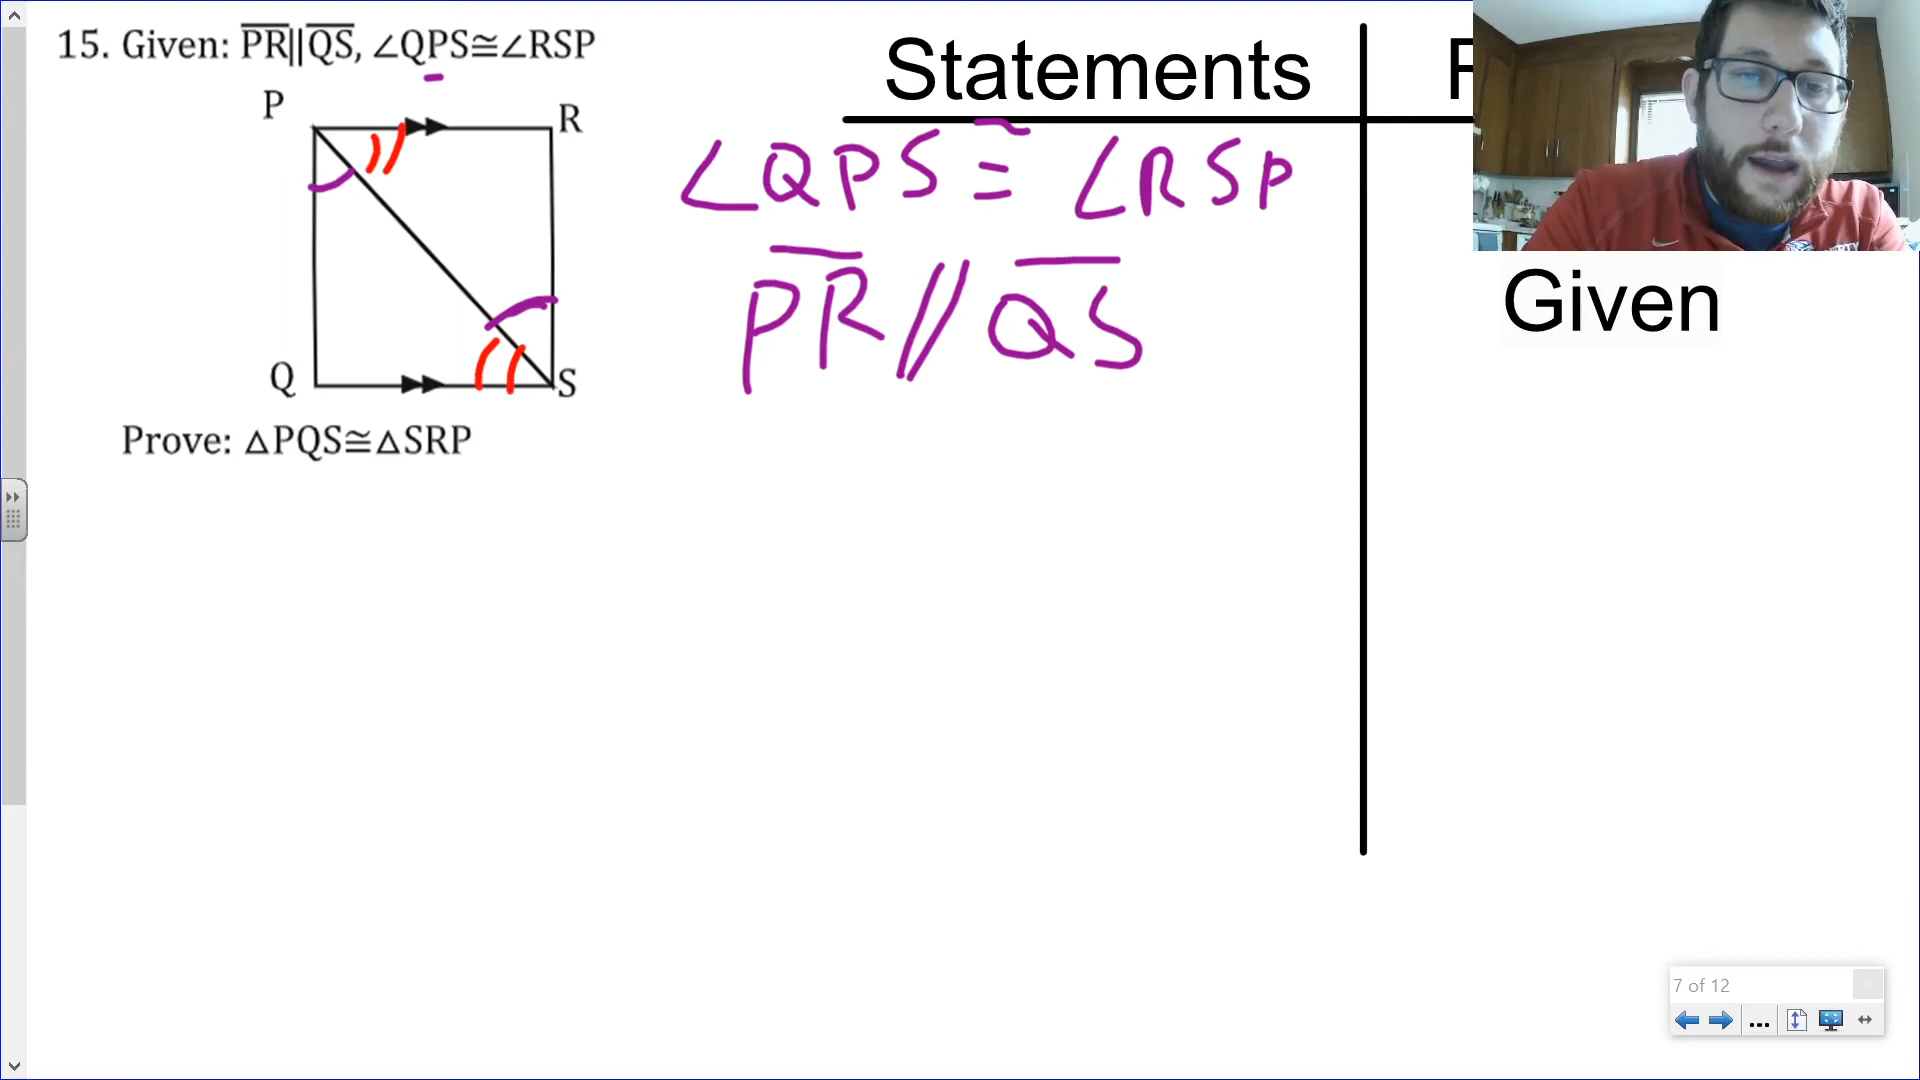 15. Given: PR||QS, ∠QPS≅∠RSP
P
R
Q
S
Prove: △PQS≅△SRP
Statements
∠QPS ≅ ∠RSP
PR // QS
Given
7 of 12
...